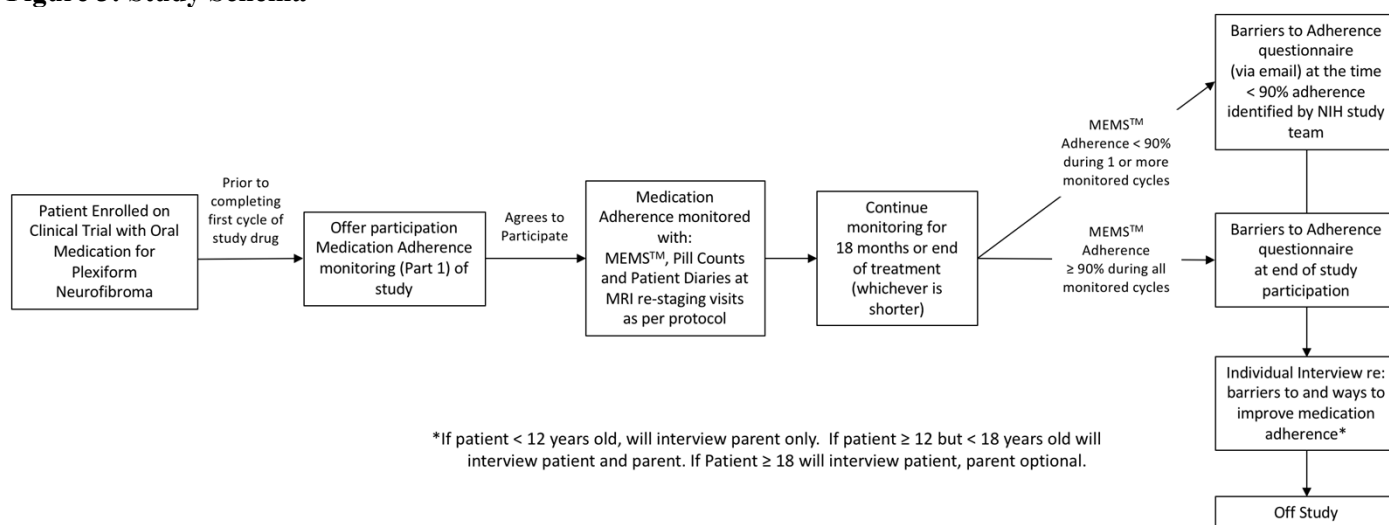 Barriers to Adherence
questionnaire
(via email) at the time
< 90% adherence
identified by NIH study
team
MEMS™
Adherence < 90%
during 1 or more
monitored cycles
Patient Enrolled on
Clinical Trial with Oral
Medication for
Plexiform
Neurofibroma
Prior to
completing
first cycle of
study drug
Offer participation
Medication Adherence
monitoring (Part 1) of
study
Agrees to
Participate
Medication
Adherence monitored
with:
MEMS™, Pill Counts
and Patient Diaries at
MRI re-staging visits
as per protocol
Continue
monitoring for
18 months or end
of treatment
(whichever is
shorter)
MEMS™
Adherence
≥ 90% during all
monitored cycles
Barriers to Adherence
questionnaire
at end of study
participation
Individual Interview re:
barriers to and ways to
improve medication
adherence*
*If patient < 12 years old, will interview parent only. If patient ≥ 12 but < 18 years old will
interview patient and parent. If Patient ≥ 18 will interview patient, parent optional.
Off Study